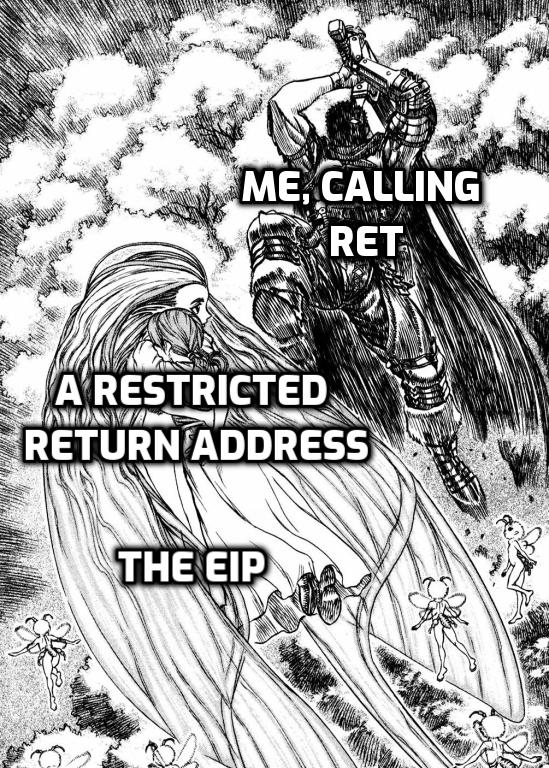 ME, CALLING
RET
A RESTRICTED
RETURN ADDRESS
THE EIP